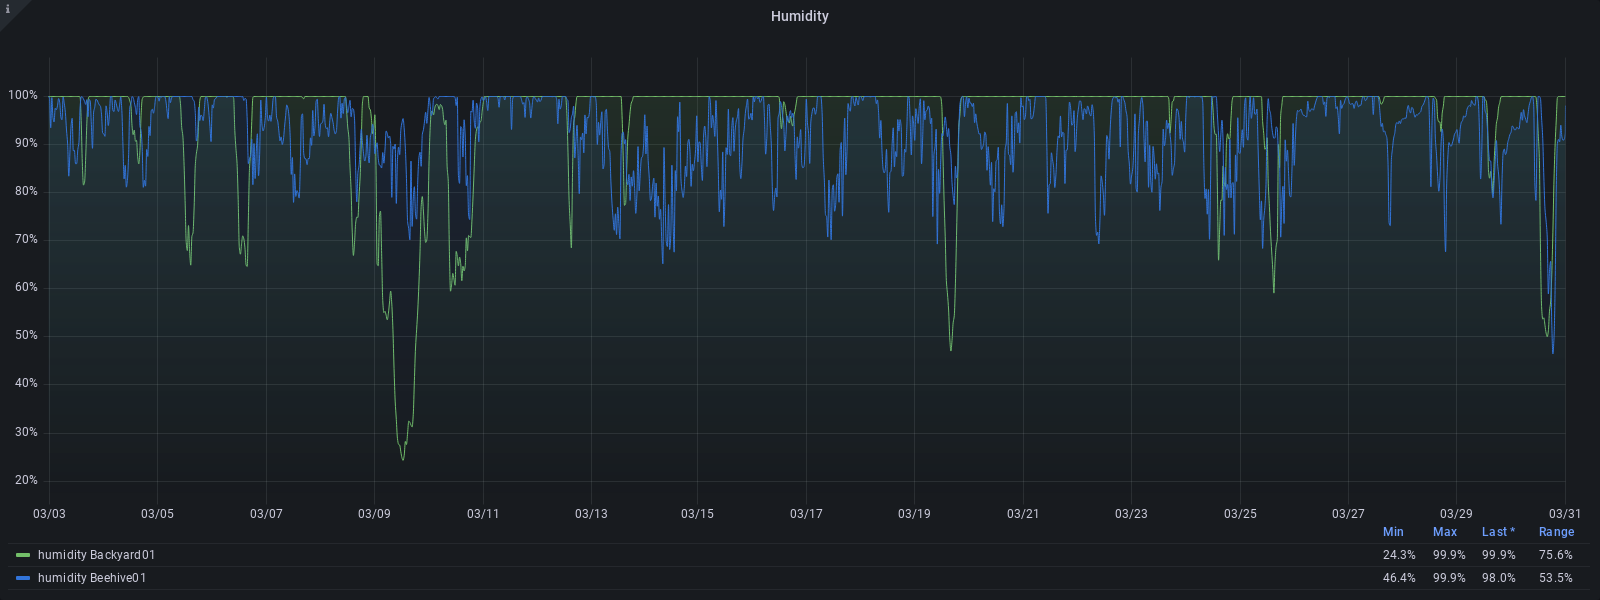 i
Humidity
100%
90%
80%
70%
60%
50%
40%
30%
20%
03/03 03/05 03/07 03/09 03/11 03/13 03/15 03/17 03/19 03/21 03/23 03/25 03/27 03/29 03/31
Min Max Last * Range
humidity Backyard01 24.3% 99.9% 99.9% 75.6%
humidity Beehive01 46.4% 99.9% 98.0% 53.5%